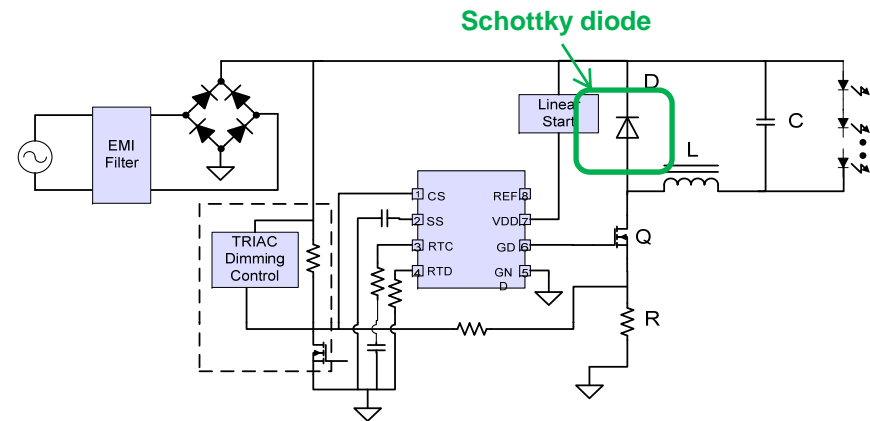 Schottky diode
D
Linear
Start
C
L
EMI
Filter
1 CS
REF 8
2 SS
VDD 7
3 RTC
GD 6
4 RTD
GN 5
D
Q
TRIAC
Dimming
Control
R